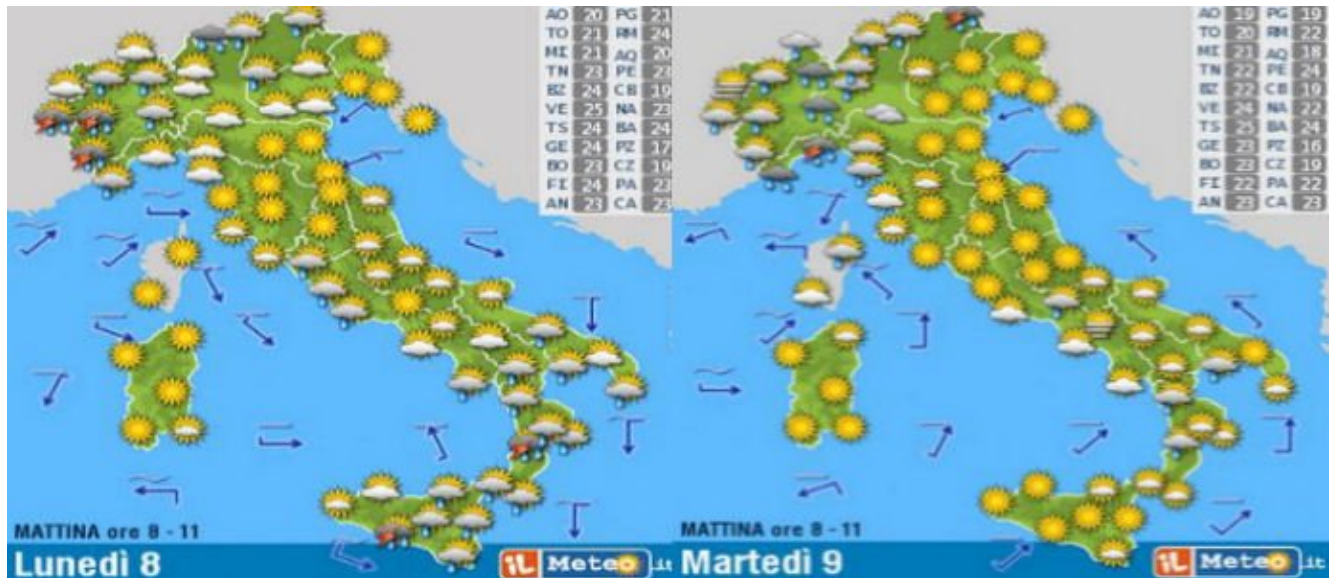 AO 20 PG 21
TO 21 RM 24
MI 21 AQ 20
TN 23 PE 23
BZ 24 CB 19
VE 25 NA 23
TS 24 BA 24
GE 24 PZ 17
BO 23 CZ 19
FI 24 PA 23
AN 23 CA 23
MATTINA ore 8 - 11
Lunedì 8
iL Meteo.it
AO 19 PG 19
TO 20 RM 22
MI 21 AQ 18
TN 22 PE 24
BZ 22 CB 19
VE 24 NA 22
TS 25 BA 24
GE 23 PZ 16
BO 23 CZ 19
FI 22 PA 22
AN 23 CA 23
MATTINA ore 8 - 11
Martedì 9
iL Meteo.it